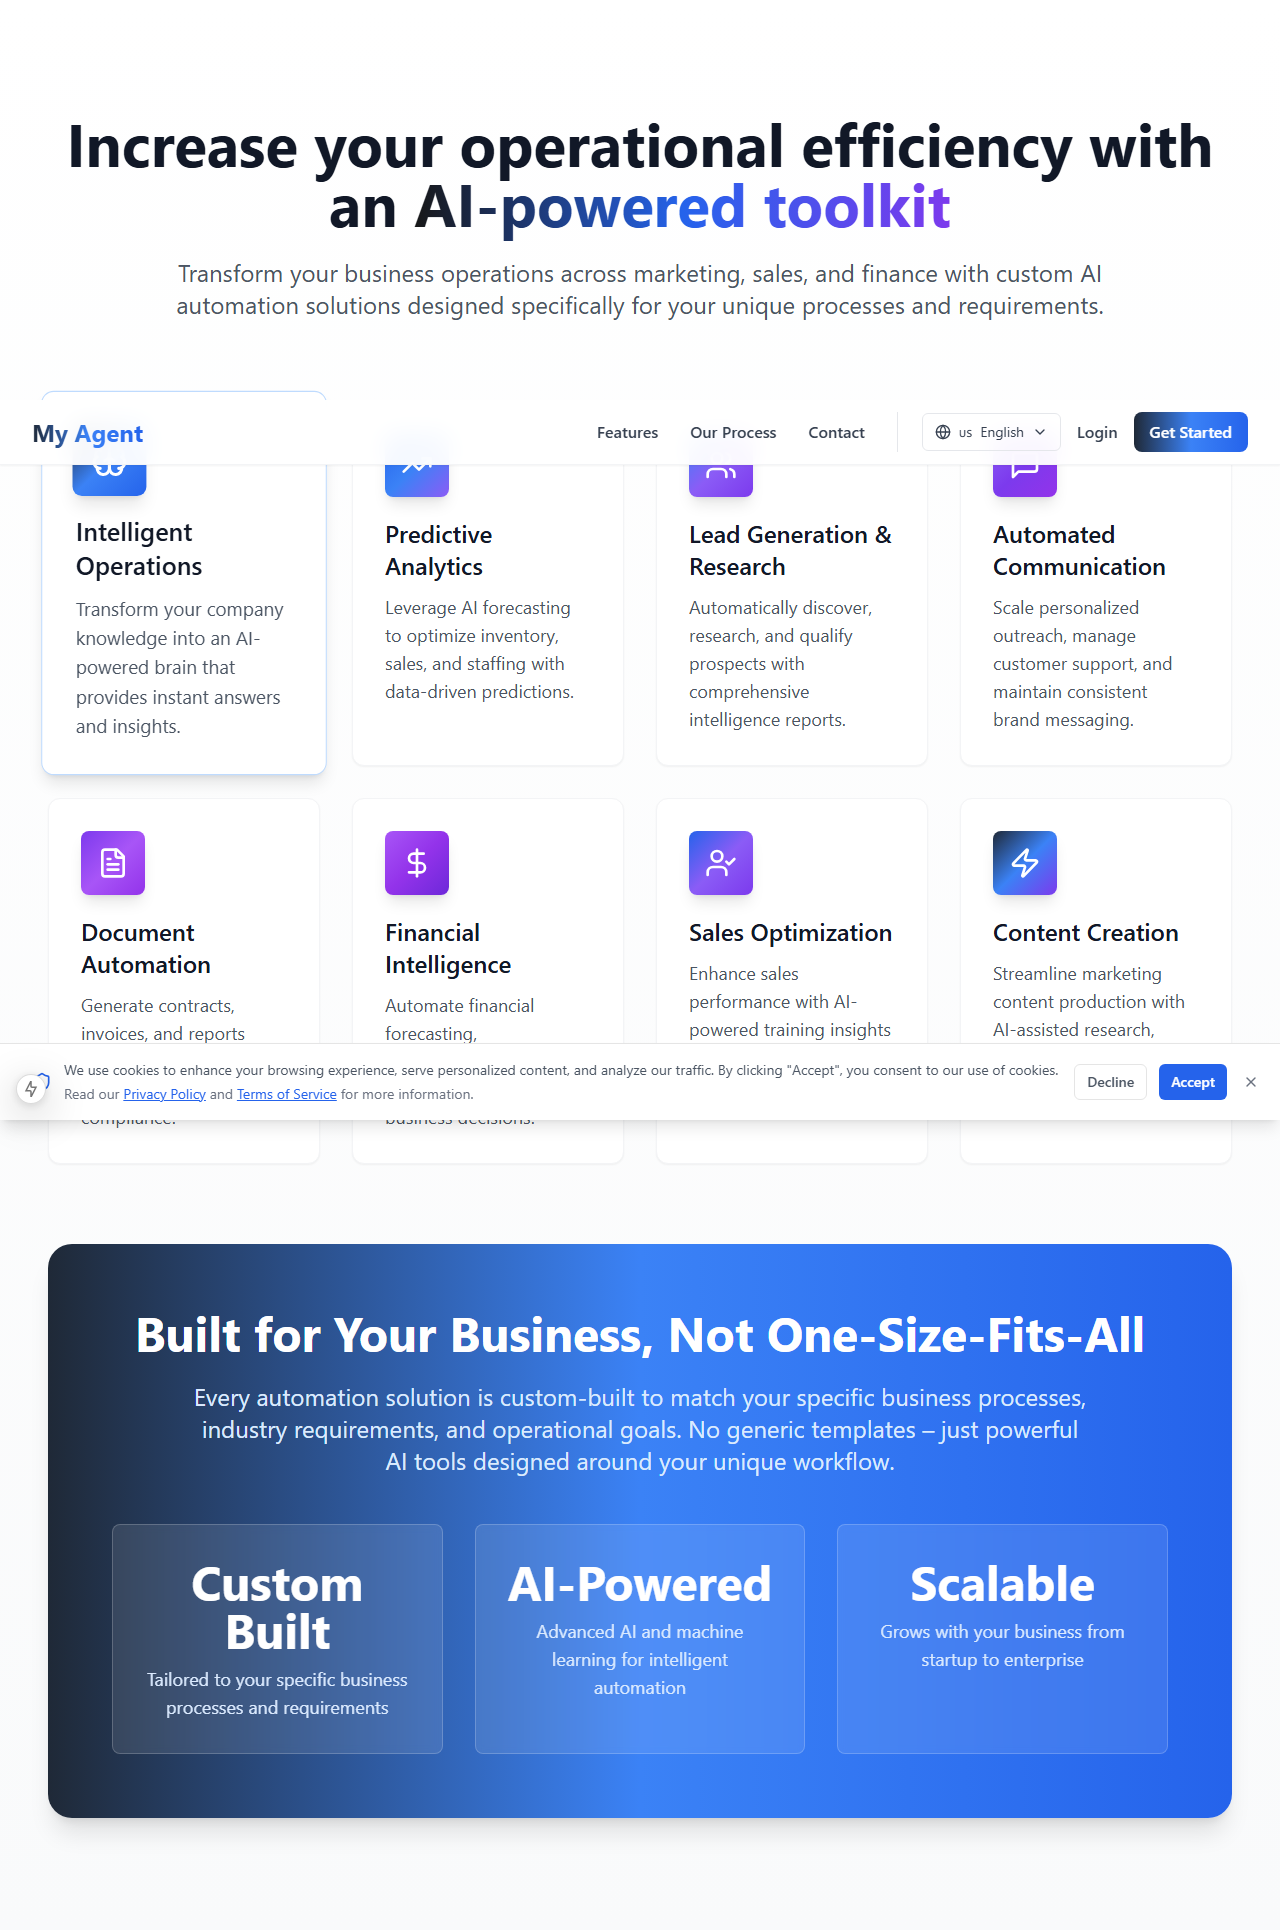 Increase your operational efficiency with
an AI-powered toolkit
Transform your business operations across marketing, sales, and finance with custom AI
automation solutions designed specifically for your unique processes and requirements.
My Agent
Features
Our Process
Contact
us English
Login
Get Started
Intelligent
Operations
Transform your company
knowledge into an AI-
powered brain that
provides instant answers
and insights.
Predictive
Analytics
Leverage AI forecasting
to optimize inventory,
sales, and staffing with
data-driven predictions.
Lead Generation &
Research
Automatically discover,
research, and qualify
prospects with
comprehensive
intelligence reports.
Automated
Communication
Scale personalized
outreach, manage
customer support, and
maintain consistent
brand messaging.
Document
Automation
Generate contracts,
invoices, and reports
compliance.
Financial
Intelligence
Automate financial
forecasting,
business decisions.
Sales Optimization
Enhance sales
performance with AI-
powered training insights
Content Creation
Streamline marketing
content production with
AI-assisted research,
We use cookies to enhance your browsing experience, serve personalized content, and analyze our traffic. By clicking "Accept", you consent to our use of cookies.
Read our Privacy Policy and Terms of Service for more information.
Decline
Accept
Built for Your Business, Not One-Size-Fits-All
Every automation solution is custom-built to match your specific business processes,
industry requirements, and operational goals. No generic templates – just powerful
AI tools designed around your unique workflow.
Custom
Built
Tailored to your specific business
processes and requirements
AI-Powered
Advanced AI and machine
learning for intelligent
automation
Scalable
Grows with your business from
startup to enterprise